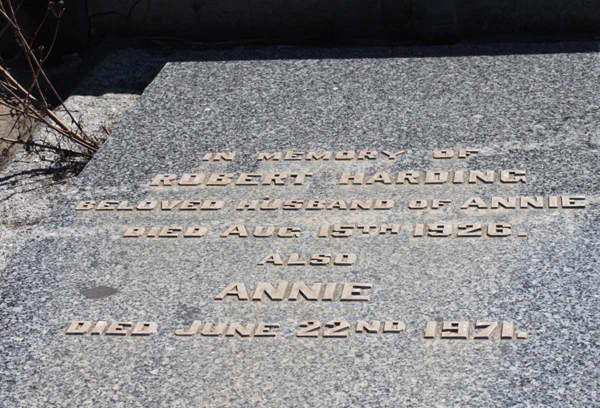 IN MEMORY OF
ROBERT HARDING
BELOVED HUSBAND OF ANNIE
DIED AUG 15TH 1926.
ALSO
ANNIE
DIED JUNE 22ND 1971.